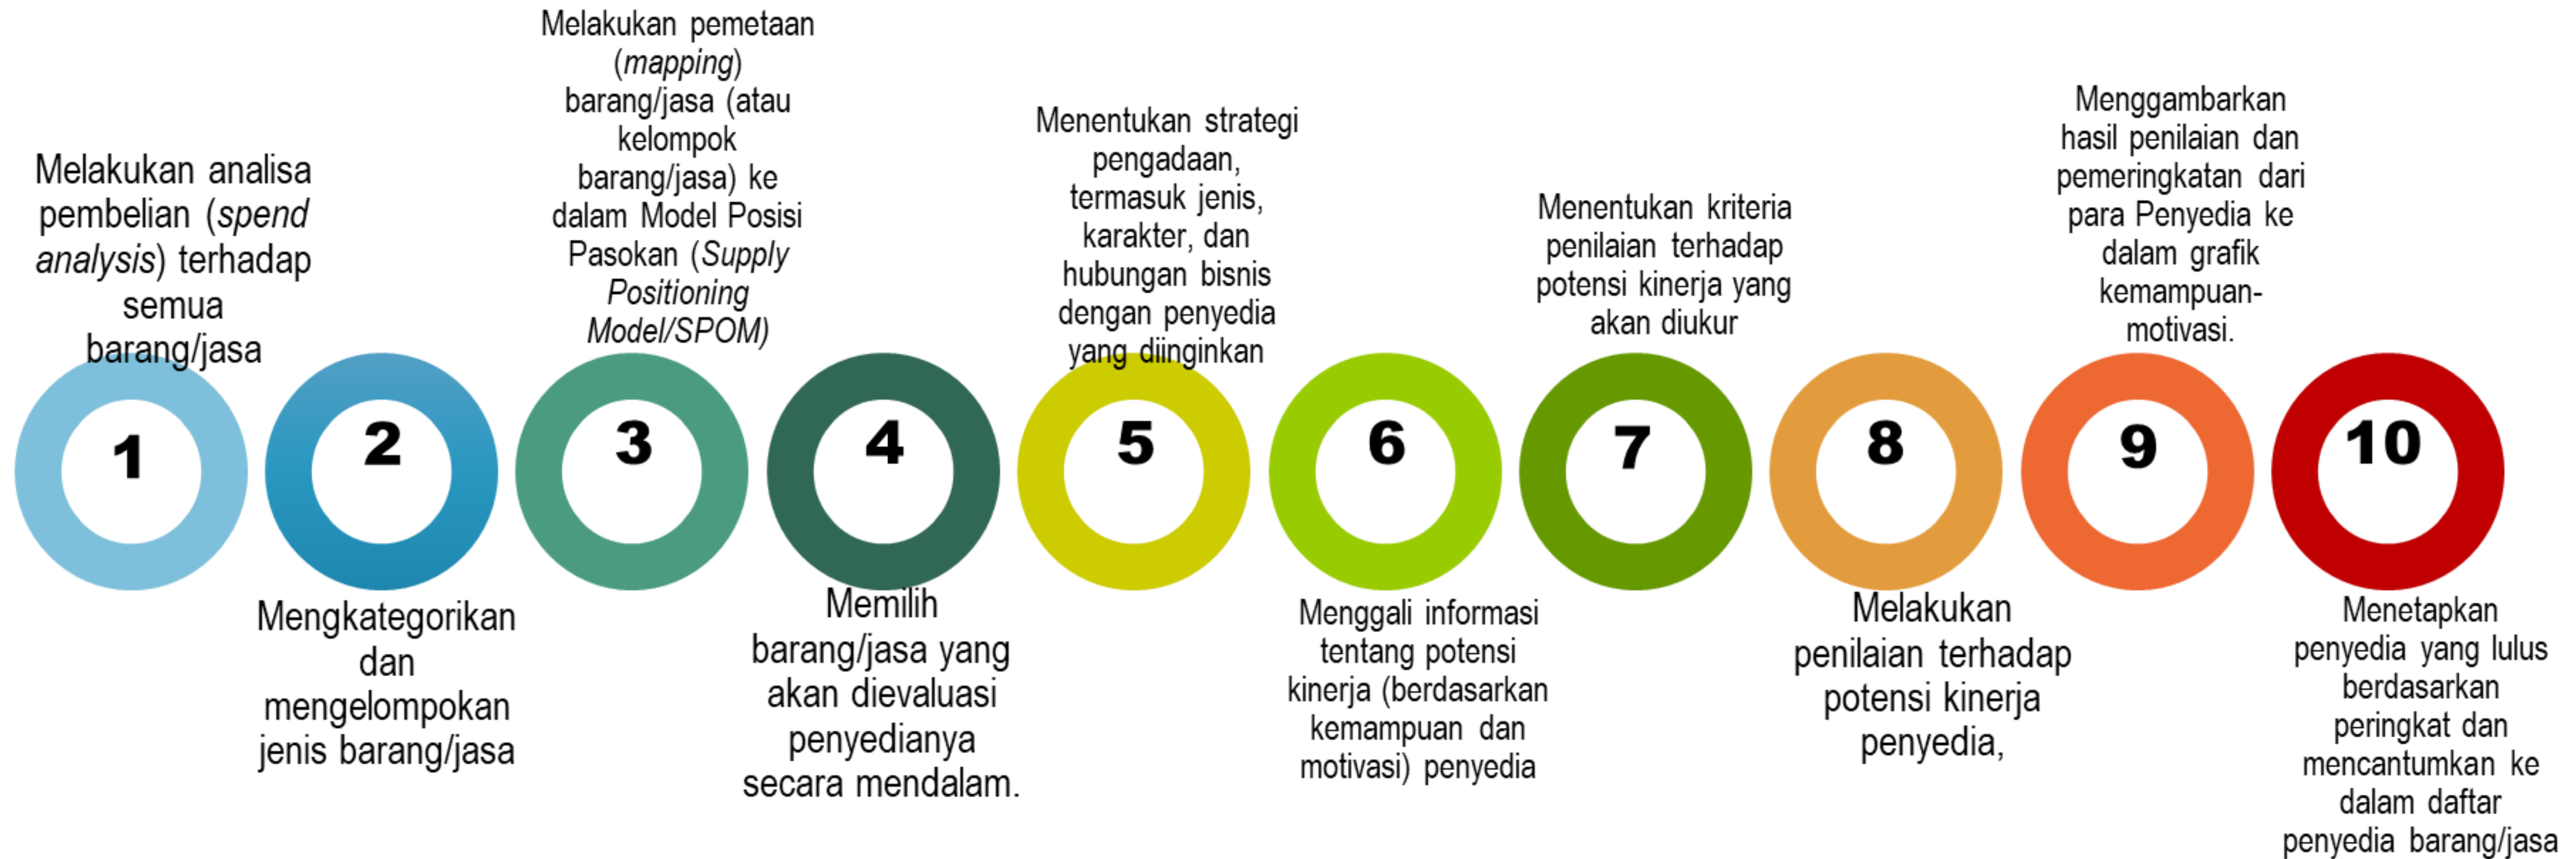 Melakukan analisa
pembelian (spend
analysis) terhadap
semua
barang/jasa
1
Mengkategorikan
dan
mengelompokan
jenis barang/jasa
2
Melakukan pemetaan
(mapping)
barang/jasa (atau
kelompok
barang/jasa) ke
dalam Model Posisi
Pasokan (Supply
Positioning
Model/SPOM)
3
Memilih
barang/jasa yang
akan dievaluasi
penyedianya
secara mendalam.
4
Menentukan strategi
pengadaan,
termasuk jenis,
karakter, dan
hubungan bisnis
dengan penyedia
yang diinginkan
5
Menggali informasi
tentang potensi
kinerja (berdasarkan
kemampuan dan
motivasi) penyedia
6
Menentukan kriteria
penilaian terhadap
potensi kinerja yang
akan diukur
7
Melakukan
penilaian terhadap
potensi kinerja
penyedia,
8
Menggambarkan
hasil penilaian dan
pemeringkatan dari
para Penyedia ke
dalam grafik
kemampuan-
motivasi.
9
Menetapkan
penyedia yang lulus
berdasarkan
peringkat dan
mencantumkan ke
dalam daftar
penyedia barang/jasa
10